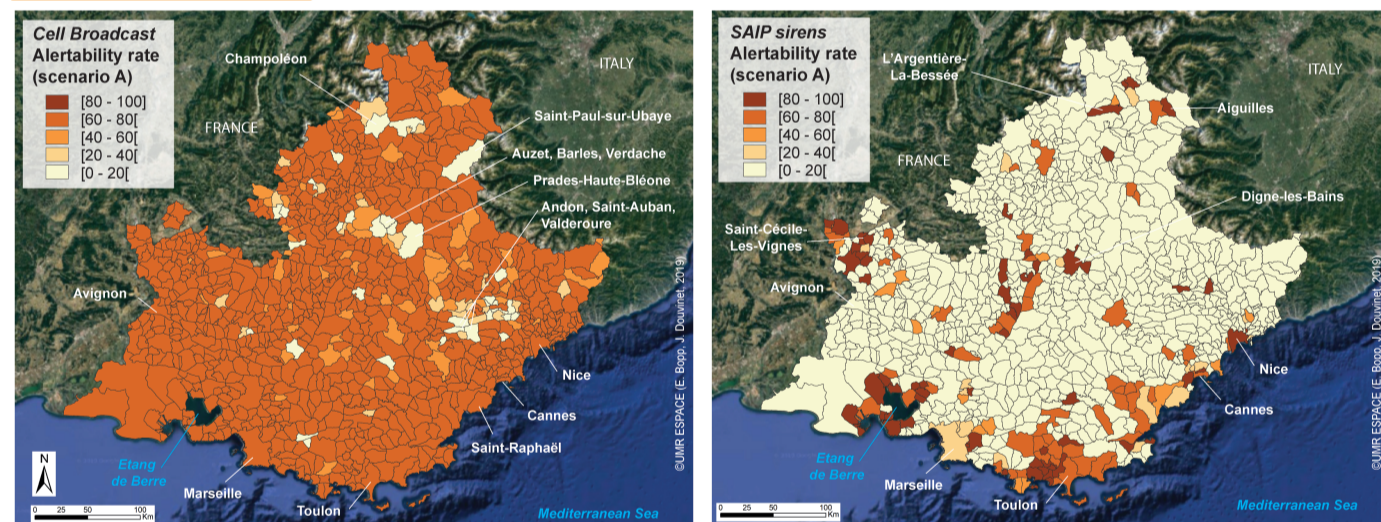 Cell Broadcast
Alertability rate
(scenario A)
[80 - 100]
[60 - 80[
[40 - 60[
[20 - 40[
[0 - 20[
Champoléon
ITALY
FRANCE
Saint-Paul-sur-Ubaye
Auzet, Barles, Verdache
Prades-Haute-Bléone
Andon, Saint-Auban,
Valderoure
Avignon
Nice
Cannes
Saint-Raphaël
Etang
de Berre
Marseille
Toulon
Mediterranean Sea
N
0 25 50 100
Km
©UMR ESPACE (E. Bopp, J. Douvinet, 2019)
SAIP sirens
Alertability rate
(scenario A)
[80 - 100]
[60 - 80[
[40 - 60[
[20 - 40[
[0 - 20[
L'Argentière-
La-Bessée
ITALY
Aiguilles
FRANCE
Digne-les-Bains
Saint-Cécile-
Les-Vignes
Avignon
Nice
Cannes
Etang
de Berre
Marseille
Toulon
Mediterranean Sea
0 25 50 100
Km
©UMR ESPACE (E. Bopp, J. Douvinet, 2019)